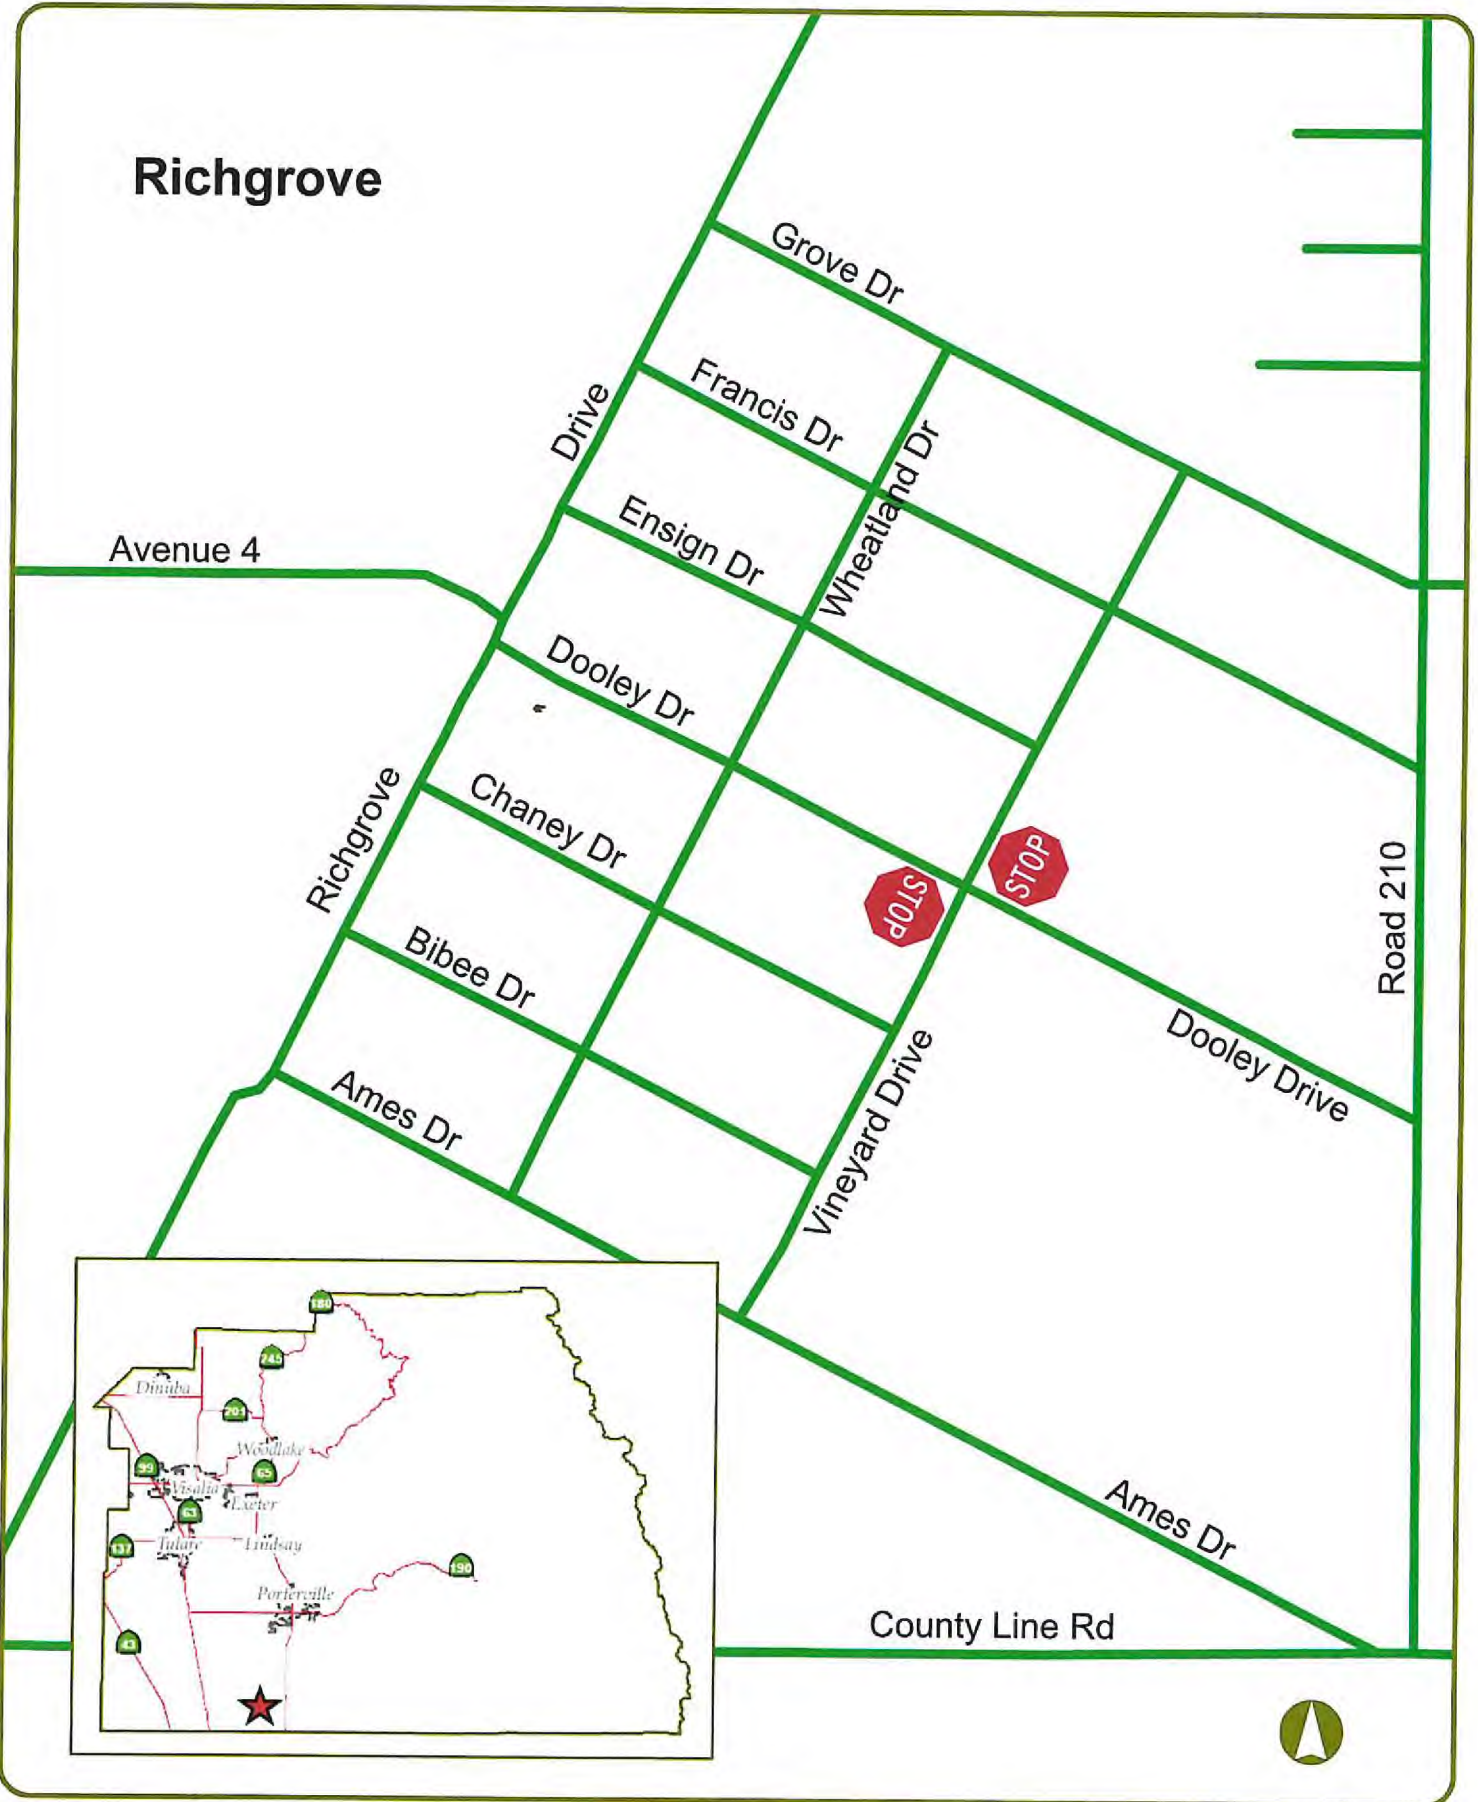 Richgrove
Grove Dr
Francis Dr
Drive
Wheatland Dr
Ensign Dr
Avenue 4
Dooley Dr
Chaney Dr
Richgrove
STOP
STOP
Road 210
Bibee Dr
Dooley Drive
Vineyard Drive
Ames Dr
180
245
Dinuba
201
Woodlake
99
65
Visalia
Exeter
63
137
Tulare
Lindsay
190
Porterville
43
Ames Dr
County Line Rd